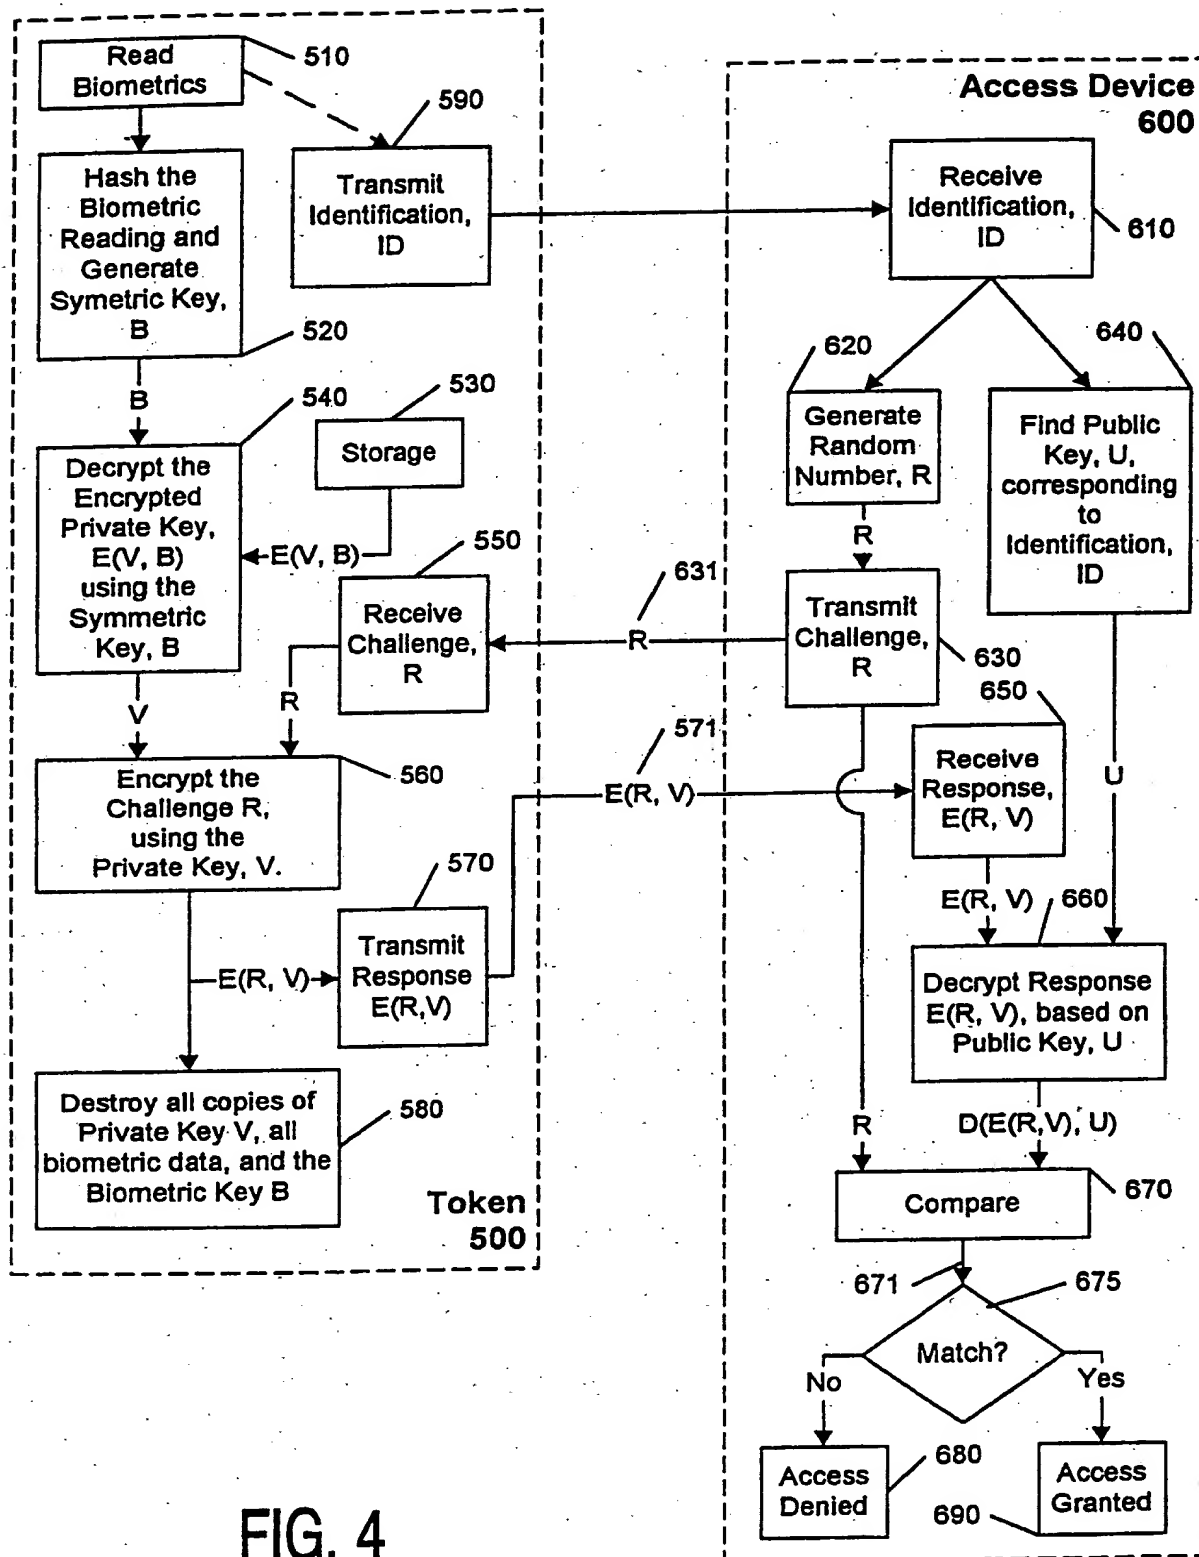 Read
Biometrics
510
590
Hash the
Biometric
Reading and
Generate
Symetric Key,
B
520
Transmit
Identification,
ID
B
540
530
Storage
Decrypt the
Encrypted
Private Key,
E(V, B)
using the
Symmetric
Key, B
E(V, B)
550
Receive
Challenge,
R
V
R
Encrypt the
Challenge R,
using the
Private Key, V.
560
570
E(R, V)
Transmit
Response
E(R,V)
Destroy all copies of
Private Key V, all
biometric data, and the
Biometric Key B
580
Token
500
631
R
571
E(R, V)
Access Device
600
Receive
Identification,
ID
610
620
640
Generate
Random
Number, R
Find Public
Key, U,
corresponding
to
Identification,
ID
R
Transmit
Challenge,
R
630
650
Receive
Response,
E(R, V)
U
E(R, V)
660
Decrypt Response
E(R, V), based on
Public Key, U
R
D(E(R,V), U)
Compare
670
671
675
Match?
No
Yes
Access
Denied
680
Access
Granted
690
FIG. 4